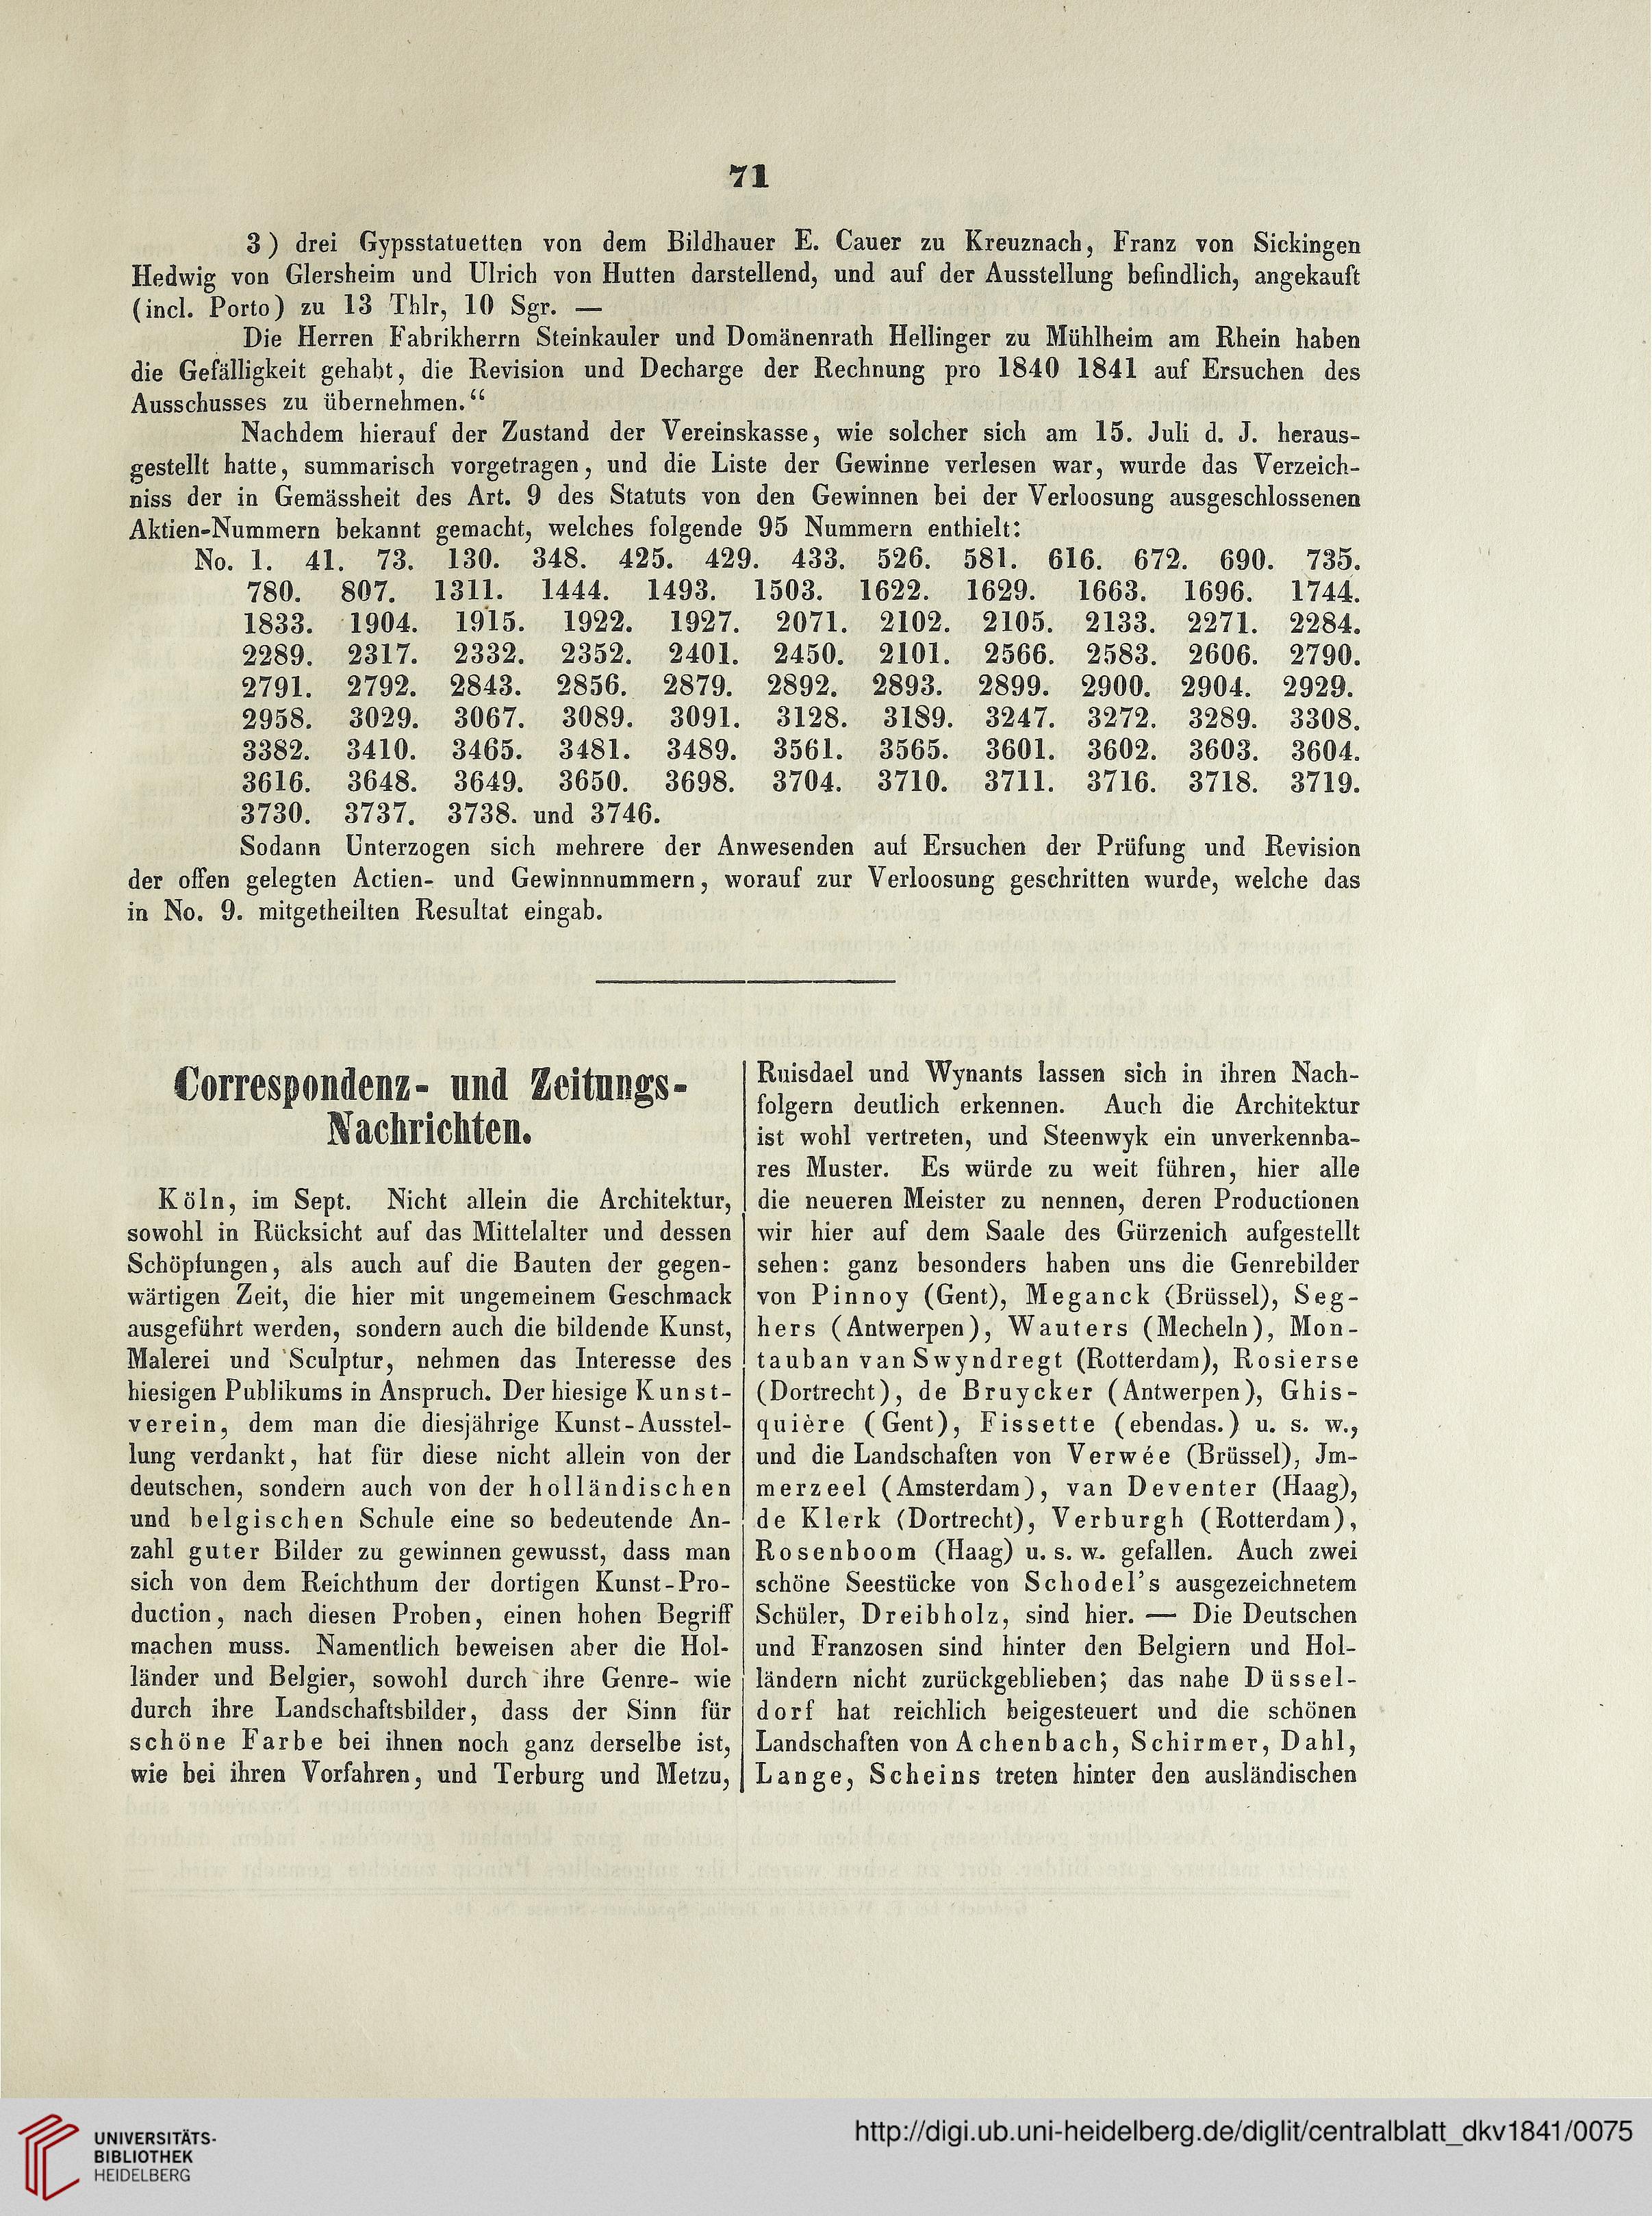 71
3) drei Gypsstatuetten von dem Bildhauer E. Cauer zu Kreuznach, Franz von Sickingen
Hedwig von Glersheim und Ulrich von Hutten darstellend, und auf der Ausstellung befindlich, angekauft
(incl. Porto) zu 13 Thlr, 10 Sgr. —
Die Herren Fabrikherrn Steinkauler und Domänenrath Hellinger zu Mühlheim am Rhein haben
die Gefälligkeit gehabt, die Revision und Decharge der Rechnung pro 1840 1841 auf Ersuchen des
Ausschusses zu übernehmen.“
Nachdem hierauf der Zustand der Vereinskasse, wie solcher sich am 15. Juli d. J. heraus-
gestellt hatte, summarisch vorgetragen, und die Liste der Gewinne verlesen war, wurde das Verzeich-
niss der in Gemässheit des Art. 9 des Statuts von den Gewinnen bei der Verloosung ausgeschlossenen
Aktien-Nummern bekannt gemacht, welches folgende 95 Nummern enthielt:
No. 1. 41. 73. 130. 348. 425. 429. 433. 526. 581. 616. 672. 690. 735.
780. 807. 1311. 1444. 1493. 1503. 1622. 1629. 1663. 1696. 1744.
1833. 1904. 1915. 1922. 1927. 2071. 2102. 2105. 2133. 2271. 2284.
2289. 2317. 2332. 2352. 2401. 2450. 2101. 2566. 2583. 2606. 2790.
2791. 2792. 2843. 2856. 2879. 2892. 2893. 2899. 2900. 2904. 2929.
2958. 3029. 3067. 3089. 3091. 3128. 3189. 3247. 3272. 3289. 3308.
3382. 3410. 3465. 3481. 3489. 3561. 3565. 3601. 3602. 3603. 3604.
3616. 3648. 3649. 3650. 3698. 3704. 3710. 3711. 3716. 3718. 3719.
3730. 3737. 3738. und 3746.
Sodann Unterzogen sich mehrere der Anwesenden auf Ersuchen der Prüfung und Revision
der offen gelegten Actien- und Gewinnnummern, worauf zur Verloosung geschritten wurde, welche das
in No. 9. mitgetheilten Resultat eingab.
Correspondenz- und Zeitungs-
Nachrichten.
Köln, im Sept. Nicht allein die Architektur,
sowohl in Rücksicht auf das Mittelalter und dessen
Schöpfungen, als auch auf die Bauten der gegen-
wärtigen Zeit, die hier mit ungemeinem Geschmack
ausgeführt werden, sondern auch die bildende Kunst,
Malerei und Sculptur, nehmen das Interesse des
hiesigen Publikums in Anspruch. Der hiesige Kunst-
verein, dem man die diesjährige Kunst-Ausstel-
lung verdankt, hat für diese nicht allein von der
deutschen, sondern auch von der holländischen
und belgischen Schule eine so bedeutende An-
zahl guter Bilder zu gewinnen gewusst, dass man
sich von dem Reichthum der dortigen Kunst-Pro-
duction, nach diesen Proben, einen hohen Begriff
machen muss. Namentlich beweisen aber die Hol-
länder und Belgier, sowohl durch ihre Genre- wie
durch ihre Landschaftsbilder, dass der Sinn für
schöne Farbe bei ihnen noch ganz derselbe ist,
wie bei ihren Vorfahren, und Terburg und Metzu,
Ruisdael und Wynants lassen sich in ihren Nach-
folgern deutlich erkennen. Auch die Architektur
ist wohl vertreten, und Steenwyk ein unverkennba-
res Muster. Es würde zu weit führen, hier alle
die neueren Meister zu nennen, deren Productionen
wir hier auf dem Saale des Gürzenich aufgestellt
sehen: ganz besonders haben uns die Genrebilder
von Pinnoy (Gent), Meganck (Brüssel), Seg-
hers (Antwerpen), Wauters (Mecheln), Mon-
tauban van Swyndregt (Rotterdam), Rosierse
(Dortrecht), de Bruycker (Antwerpen), Ghis-
quière (Gent), Fissette (ebendas.) u. s. w.,
und die Landschaften von Verwée (Brüssel), Jm-
merzeel (Amsterdam), van Deventer (Haag),
de Klerk (Dortrecht), Verburgh (Rotterdam),
Rosenboom (Haag) u. s. w. gefallen. Auch zwei
schöne Seestücke von Schodel's ausgezeichnetem
Schüler, Dreibholz, sind hier. — Die Deutschen
und Franzosen sind hinter den Belgiern und Hol-
ländern nicht zurückgeblieben; das nahe Düssel-
dorf hat reichlich beigesteuert und die schönen
Landschaften von Achenbach, Schirmer, Dahl,
Lange, Scheins treten hinter den ausländischen
UNIVERSITÄTS-
BIBLIOTHEK
HEIDELBERG
http://digi.ub.uni-heidelberg.de/diglit/centralblatt_dkv1841/0075